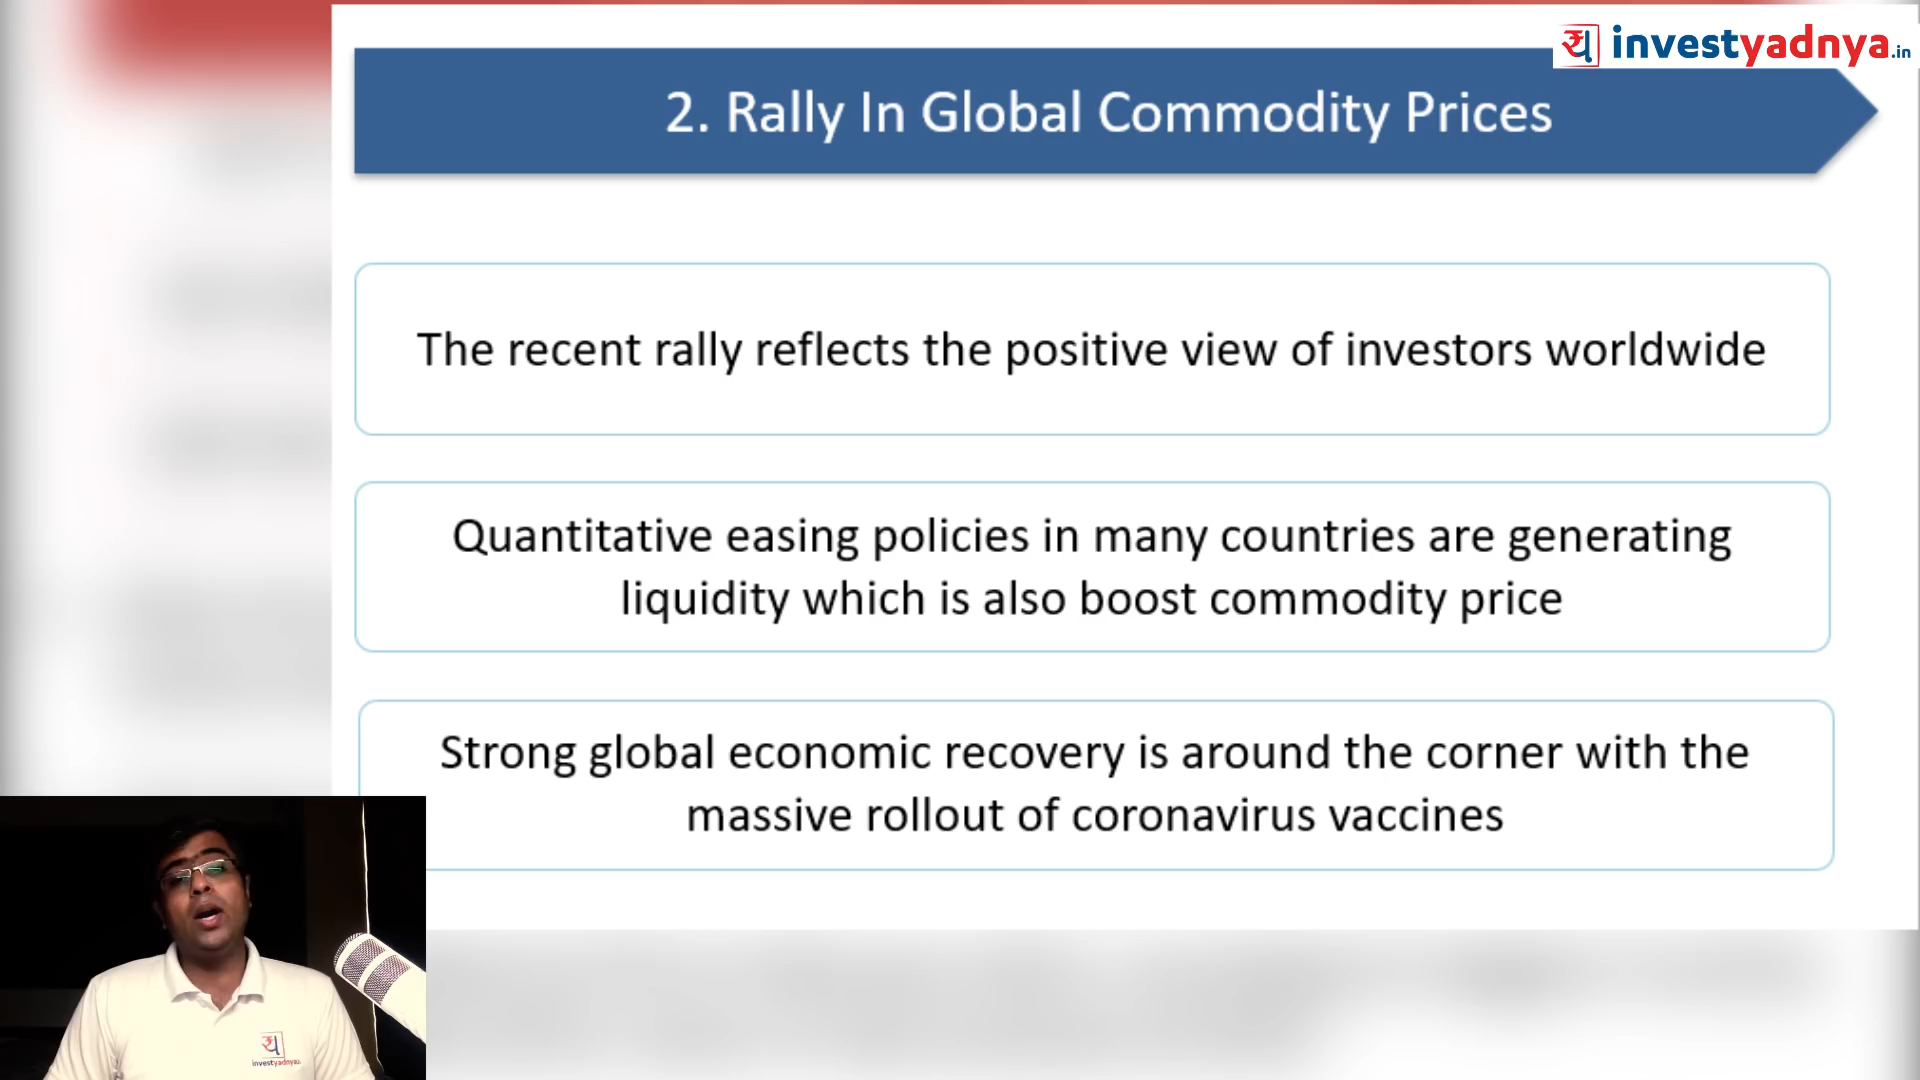 investyadnya.in
2. Rally In Global Commodity Prices
The recent rally reflects the positive view of investors worldwide
Quantitative easing policies in many countries are generating
liquidity which is also boost commodity price
Strong global economic recovery is around the corner with the
massive rollout of coronavirus vaccines
investyadnya.in